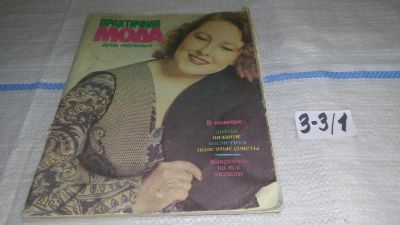 ПРАКТИЧНАЯ
МОДА
для полных
В номере:
шитье
вязание
косметика
полезные советы
выкройки
на все
модели
3-3/1